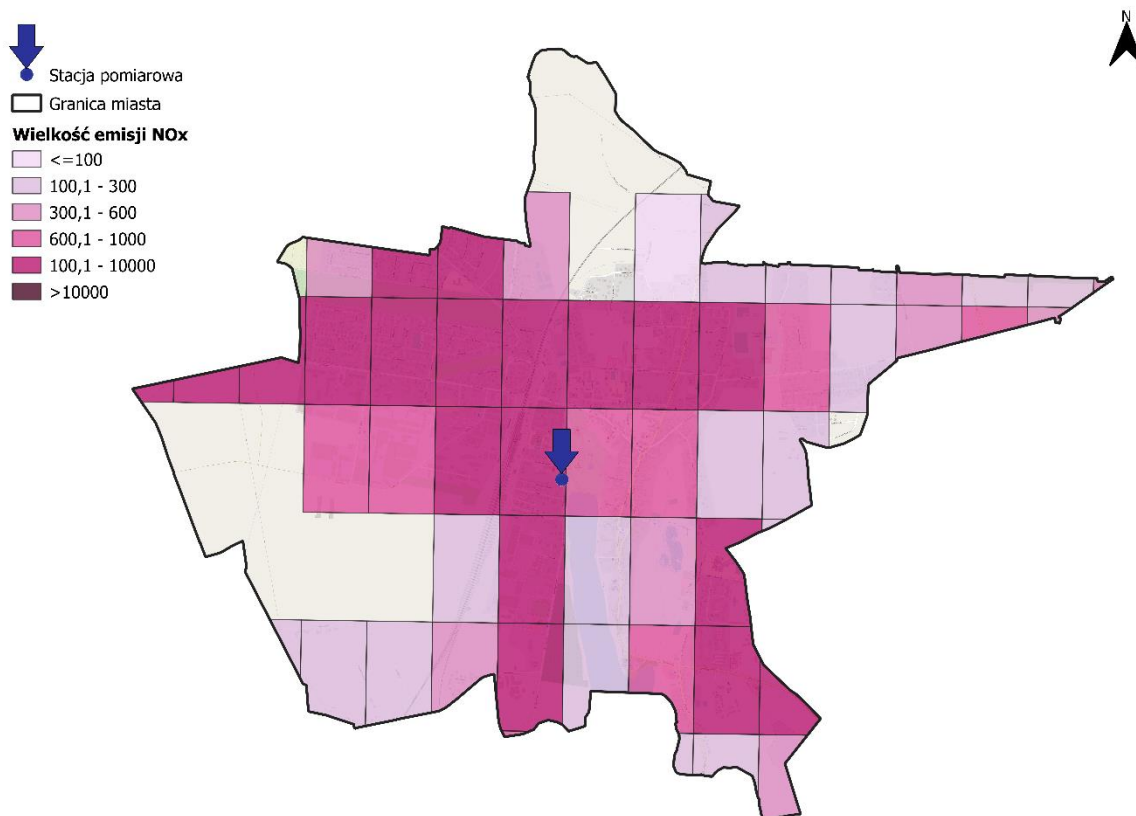 N
Stacja pomiarowa
Granica miasta
Wielkość emisji NOx
<=100
100,1 - 300
300,1 - 600
600,1 - 1000
100,1 - 10000
>10000